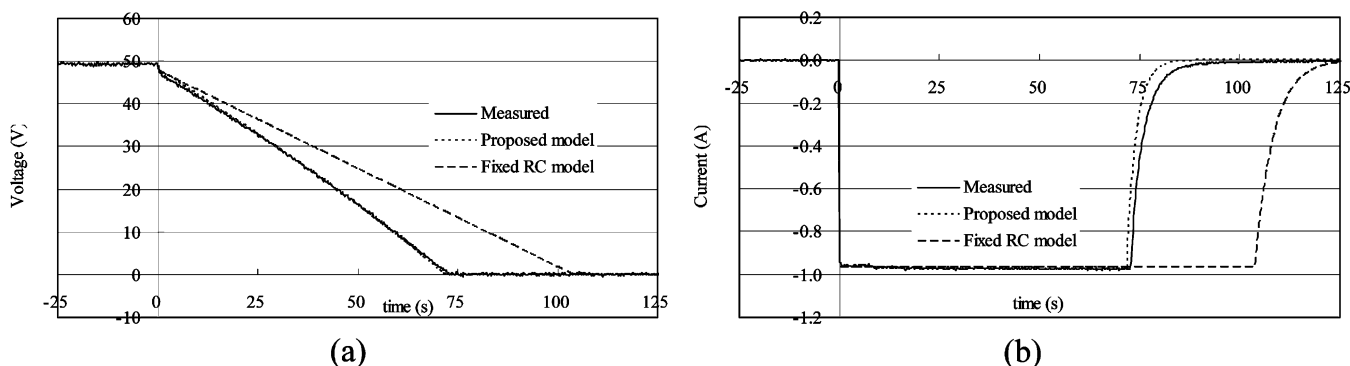 60
50
40
30
20
10
0
-10
-25
0
25
50
75
100
125
Voltage (V)
time (s)
Measured
Proposed model
Fixed RC model
(a)
0.2
0.0
-0.2
-0.4
-0.6
-0.8
-1.0
-1.2
-25
0
25
50
75
100
125
Current (A)
Measured
Proposed model
Fixed RC model
time (s)
(b)